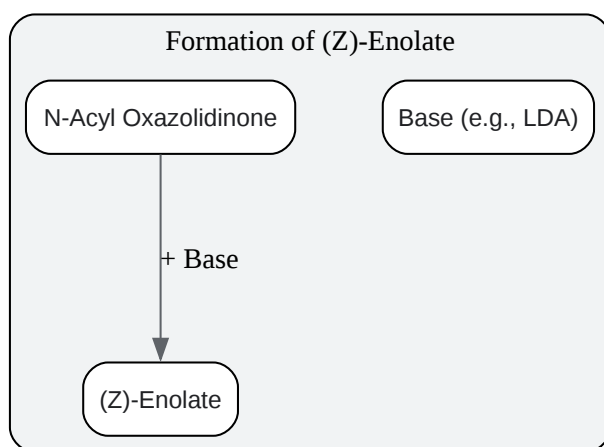 Formation of (Z)-Enolate
N-Acyl Oxazolidinone
Base (e.g., LDA)
+ Base
(Z)-Enolate